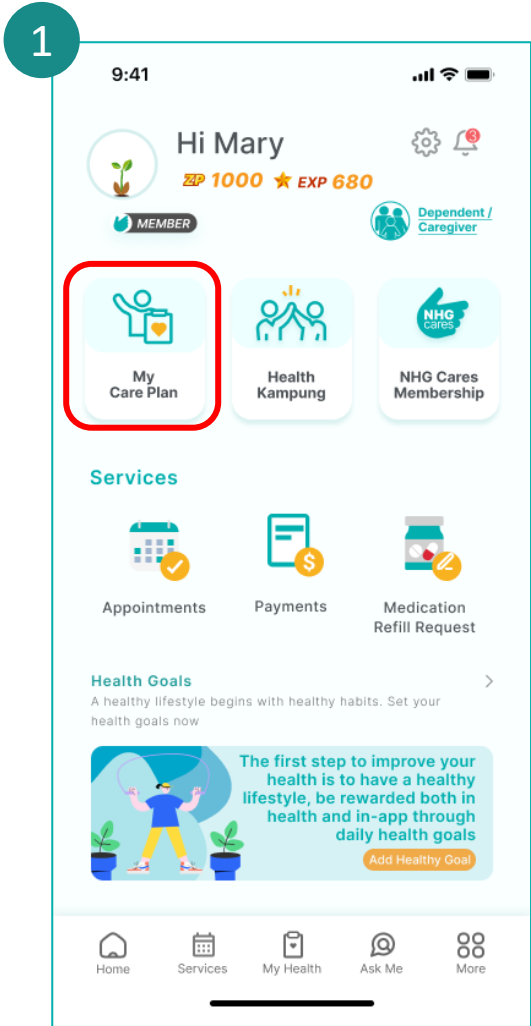 1
9:41
Hi Mary
3
ZP 1000 EXP 680
MEMBER
Dependent /
Caregiver
NHG
cares
My
Care Plan
Health
Kampung
NHG Cares
Membership
Services
$
Appointments
Payments
Medication
Refill Request
Health Goals
A healthy lifestyle begins with healthy habits. Set your
health goals now
The first step to improve your
health is to have a healthy
lifestyle, be rewarded both in
health and in-app through
daily health goals
Add Healthy Goal
Home
Services
My Health
Ask Me
More